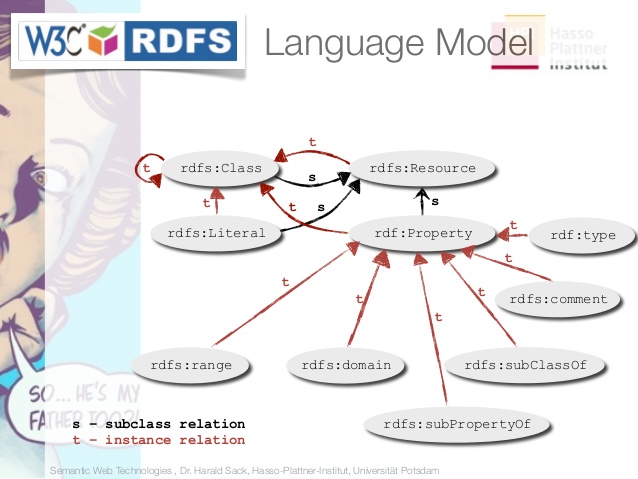 W3C RDFS
Language Model
Hasso
Plattner
Institut
t
rdfs:Class
rdfs:Resource
t
s
t
t
s
s
rdfs:Literal
rdf:Property
t
rdf:type
t
t
rdfs:comment
t
t
t
rdfs:range
rdfs:domain
rdfs:subClassOf
SO... HE'S MY
FATHER TOO?!
s - subclass relation
t - instance relation
rdfs:subPropertyOf
Semantic Web Technologies , Dr. Harald Sack, Hasso-Plattner-Institut, Universität Potsdam